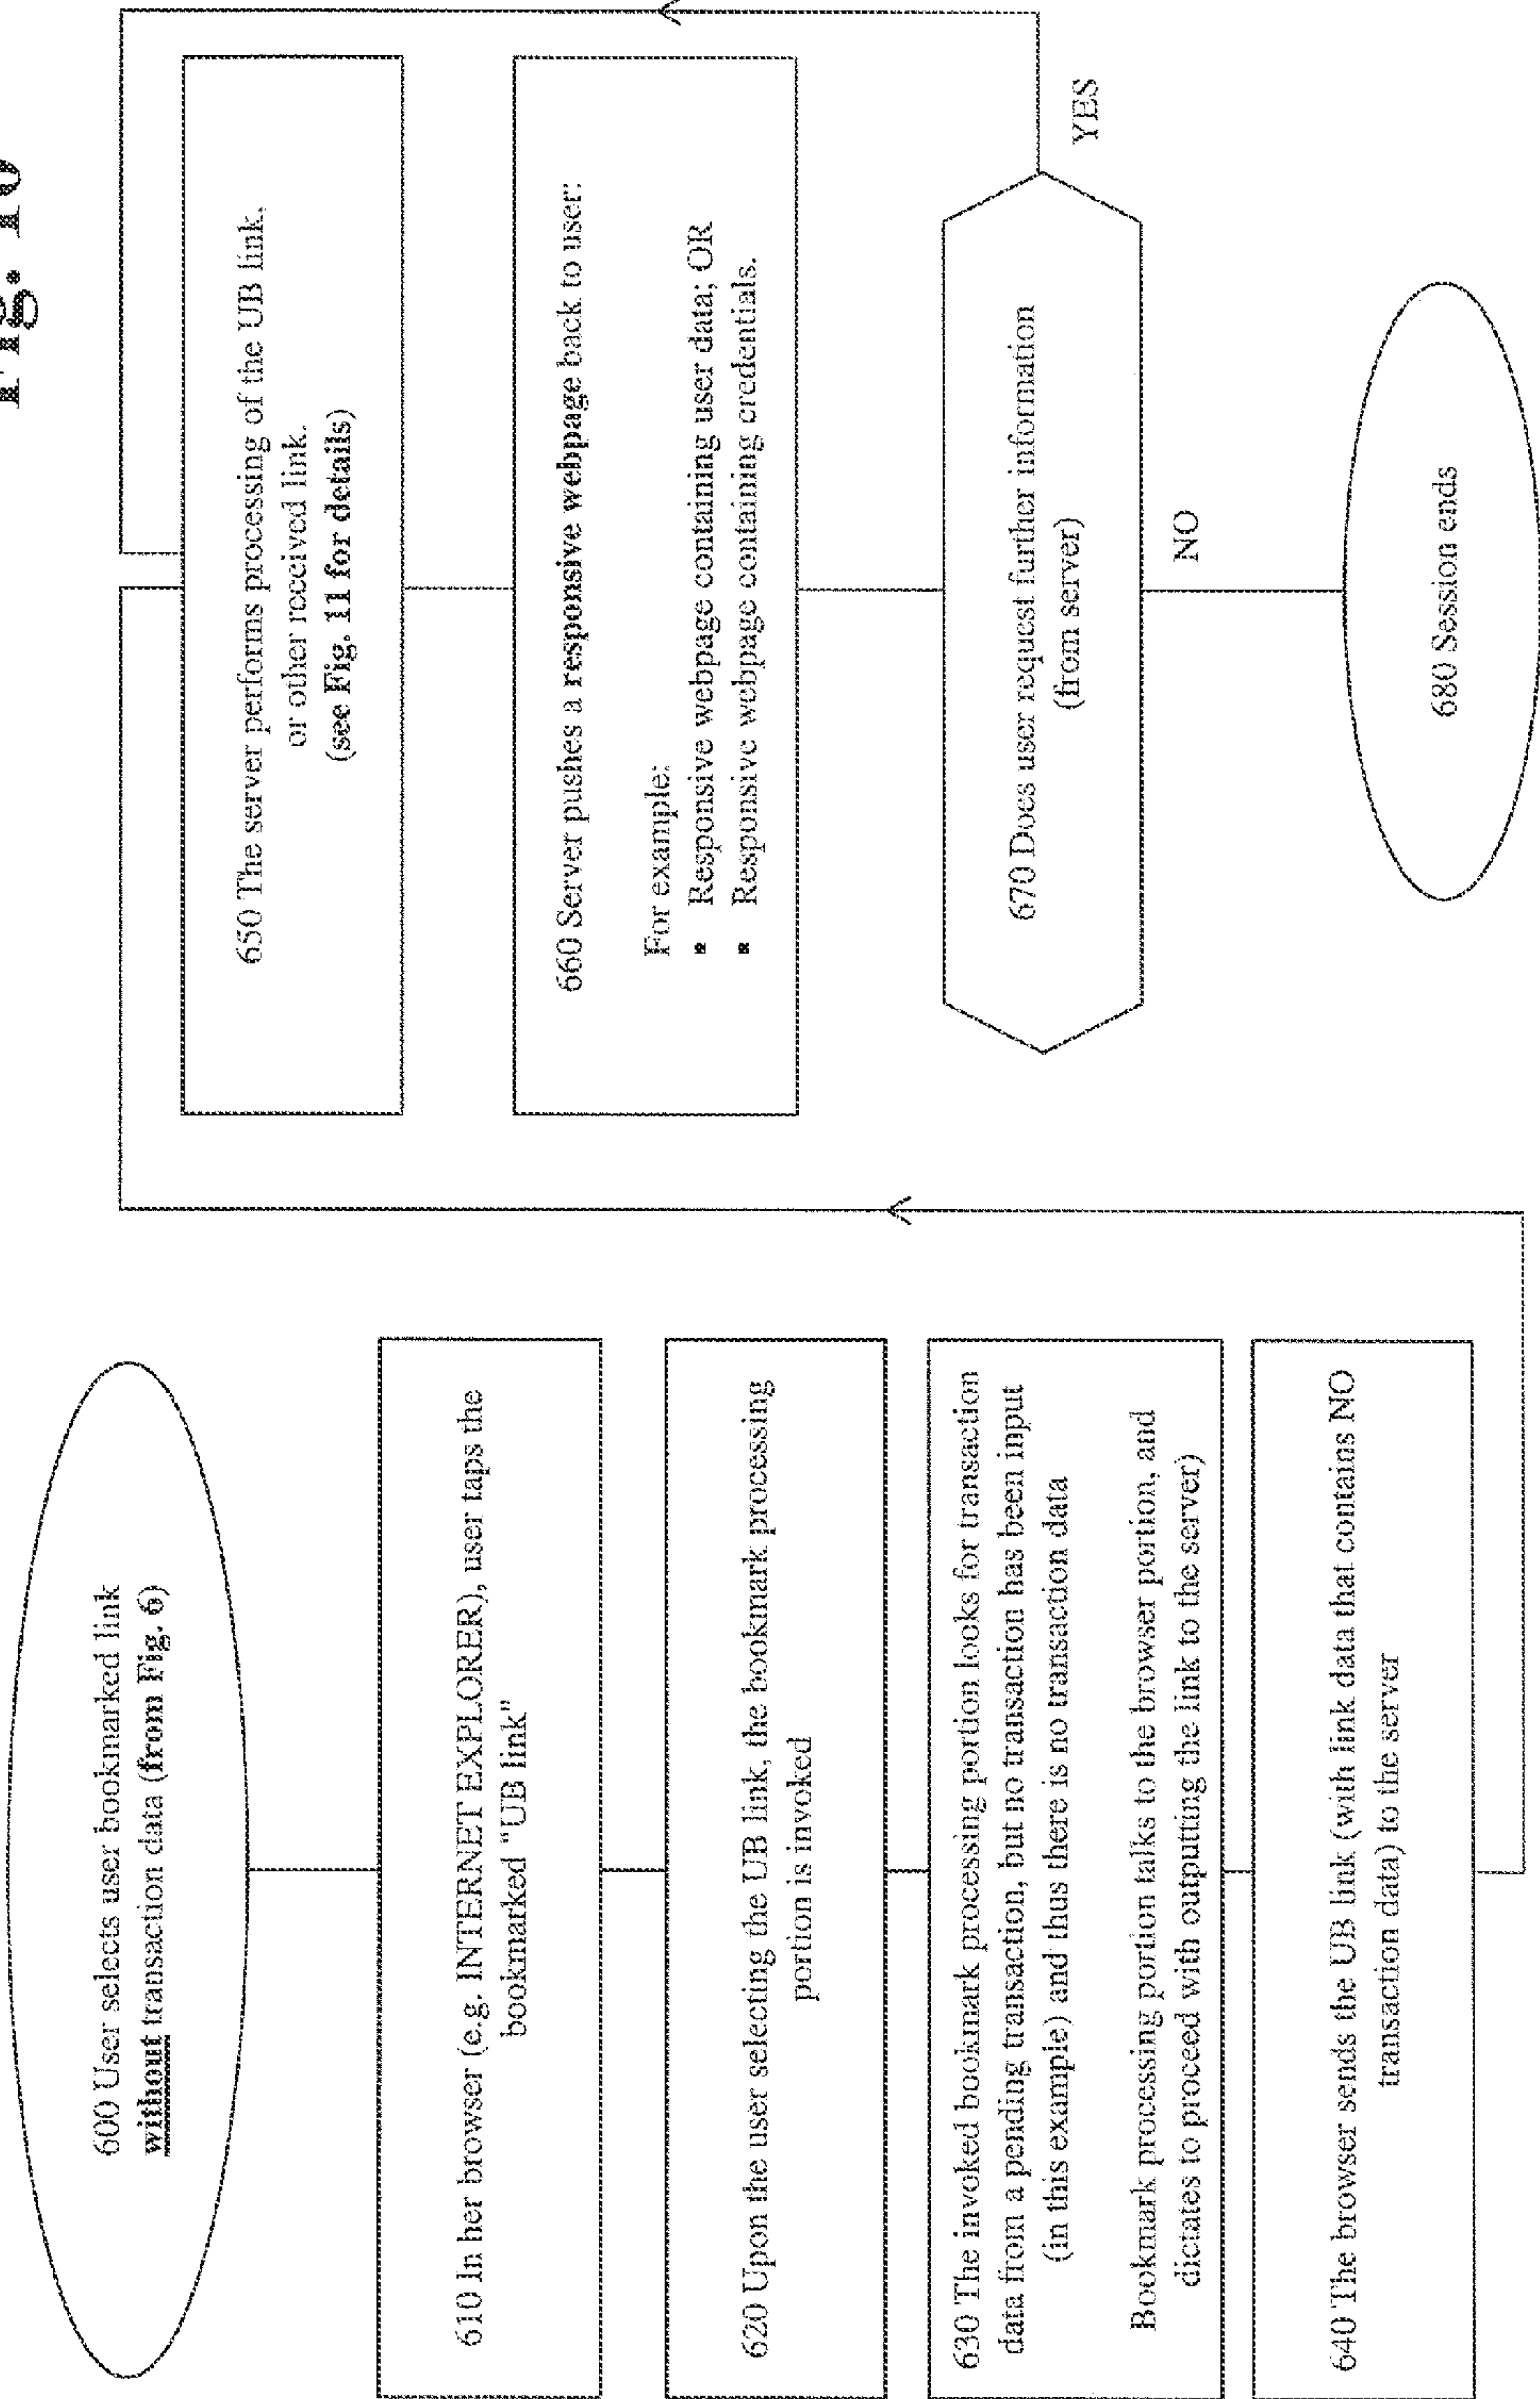 Fig. 10
600 User selects user bookmarked link
without transaction data (from Fig. 6)
610 In her browser (e.g. INTERNET EXPLORER), user taps the
bookmarked "UB link"
620 Upon the user selecting the UB link, the bookmark processing
portion is invoked
630 The invoked bookmark processing portion looks for transaction
data from a pending transaction, but no transaction has been input
(in this example) and thus there is no transaction data
Bookmark processing portion talks to the browser portion, and
dictates to proceed with outputting the link to the server)
640 The browser sends the UB link (with link data that contains NO
transaction data) to the server
650 The server performs processing of the UB link,
or other received link.
(see Fig. 11 for details)
660 Server pushes a responsive webpage back to user:
For example:
▪ Responsive webpage containing user data; OR
▪ Responsive webpage containing credentials.
670 Does user request further information
(from server)
YES
NO
680 Session ends